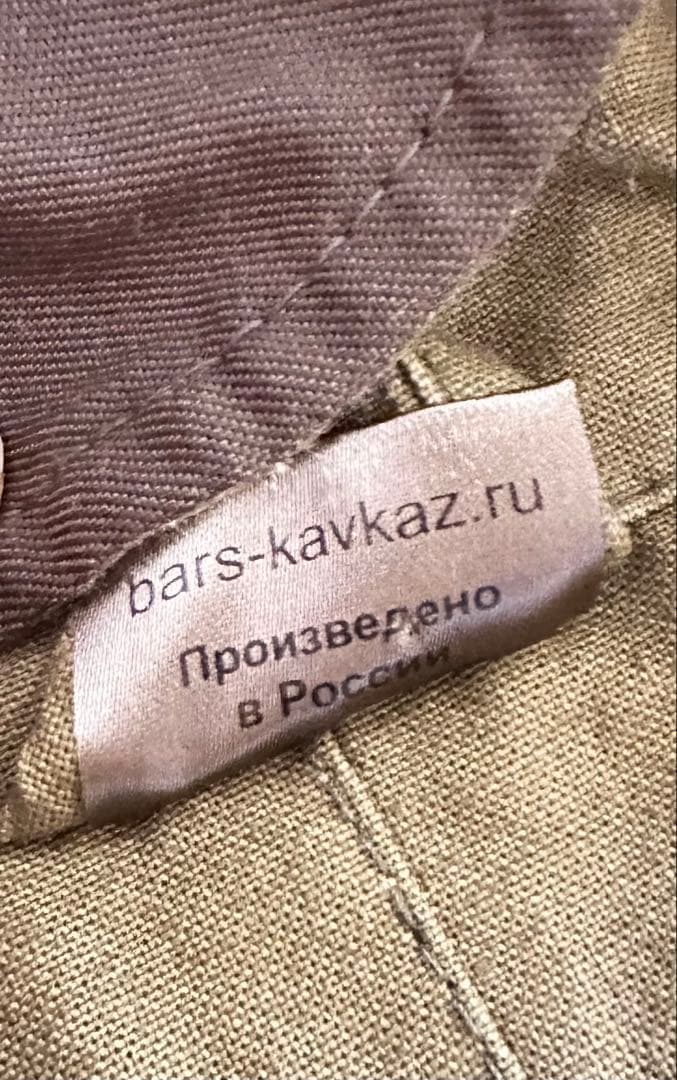 bars-kavkaz.ru
Произведено
в России